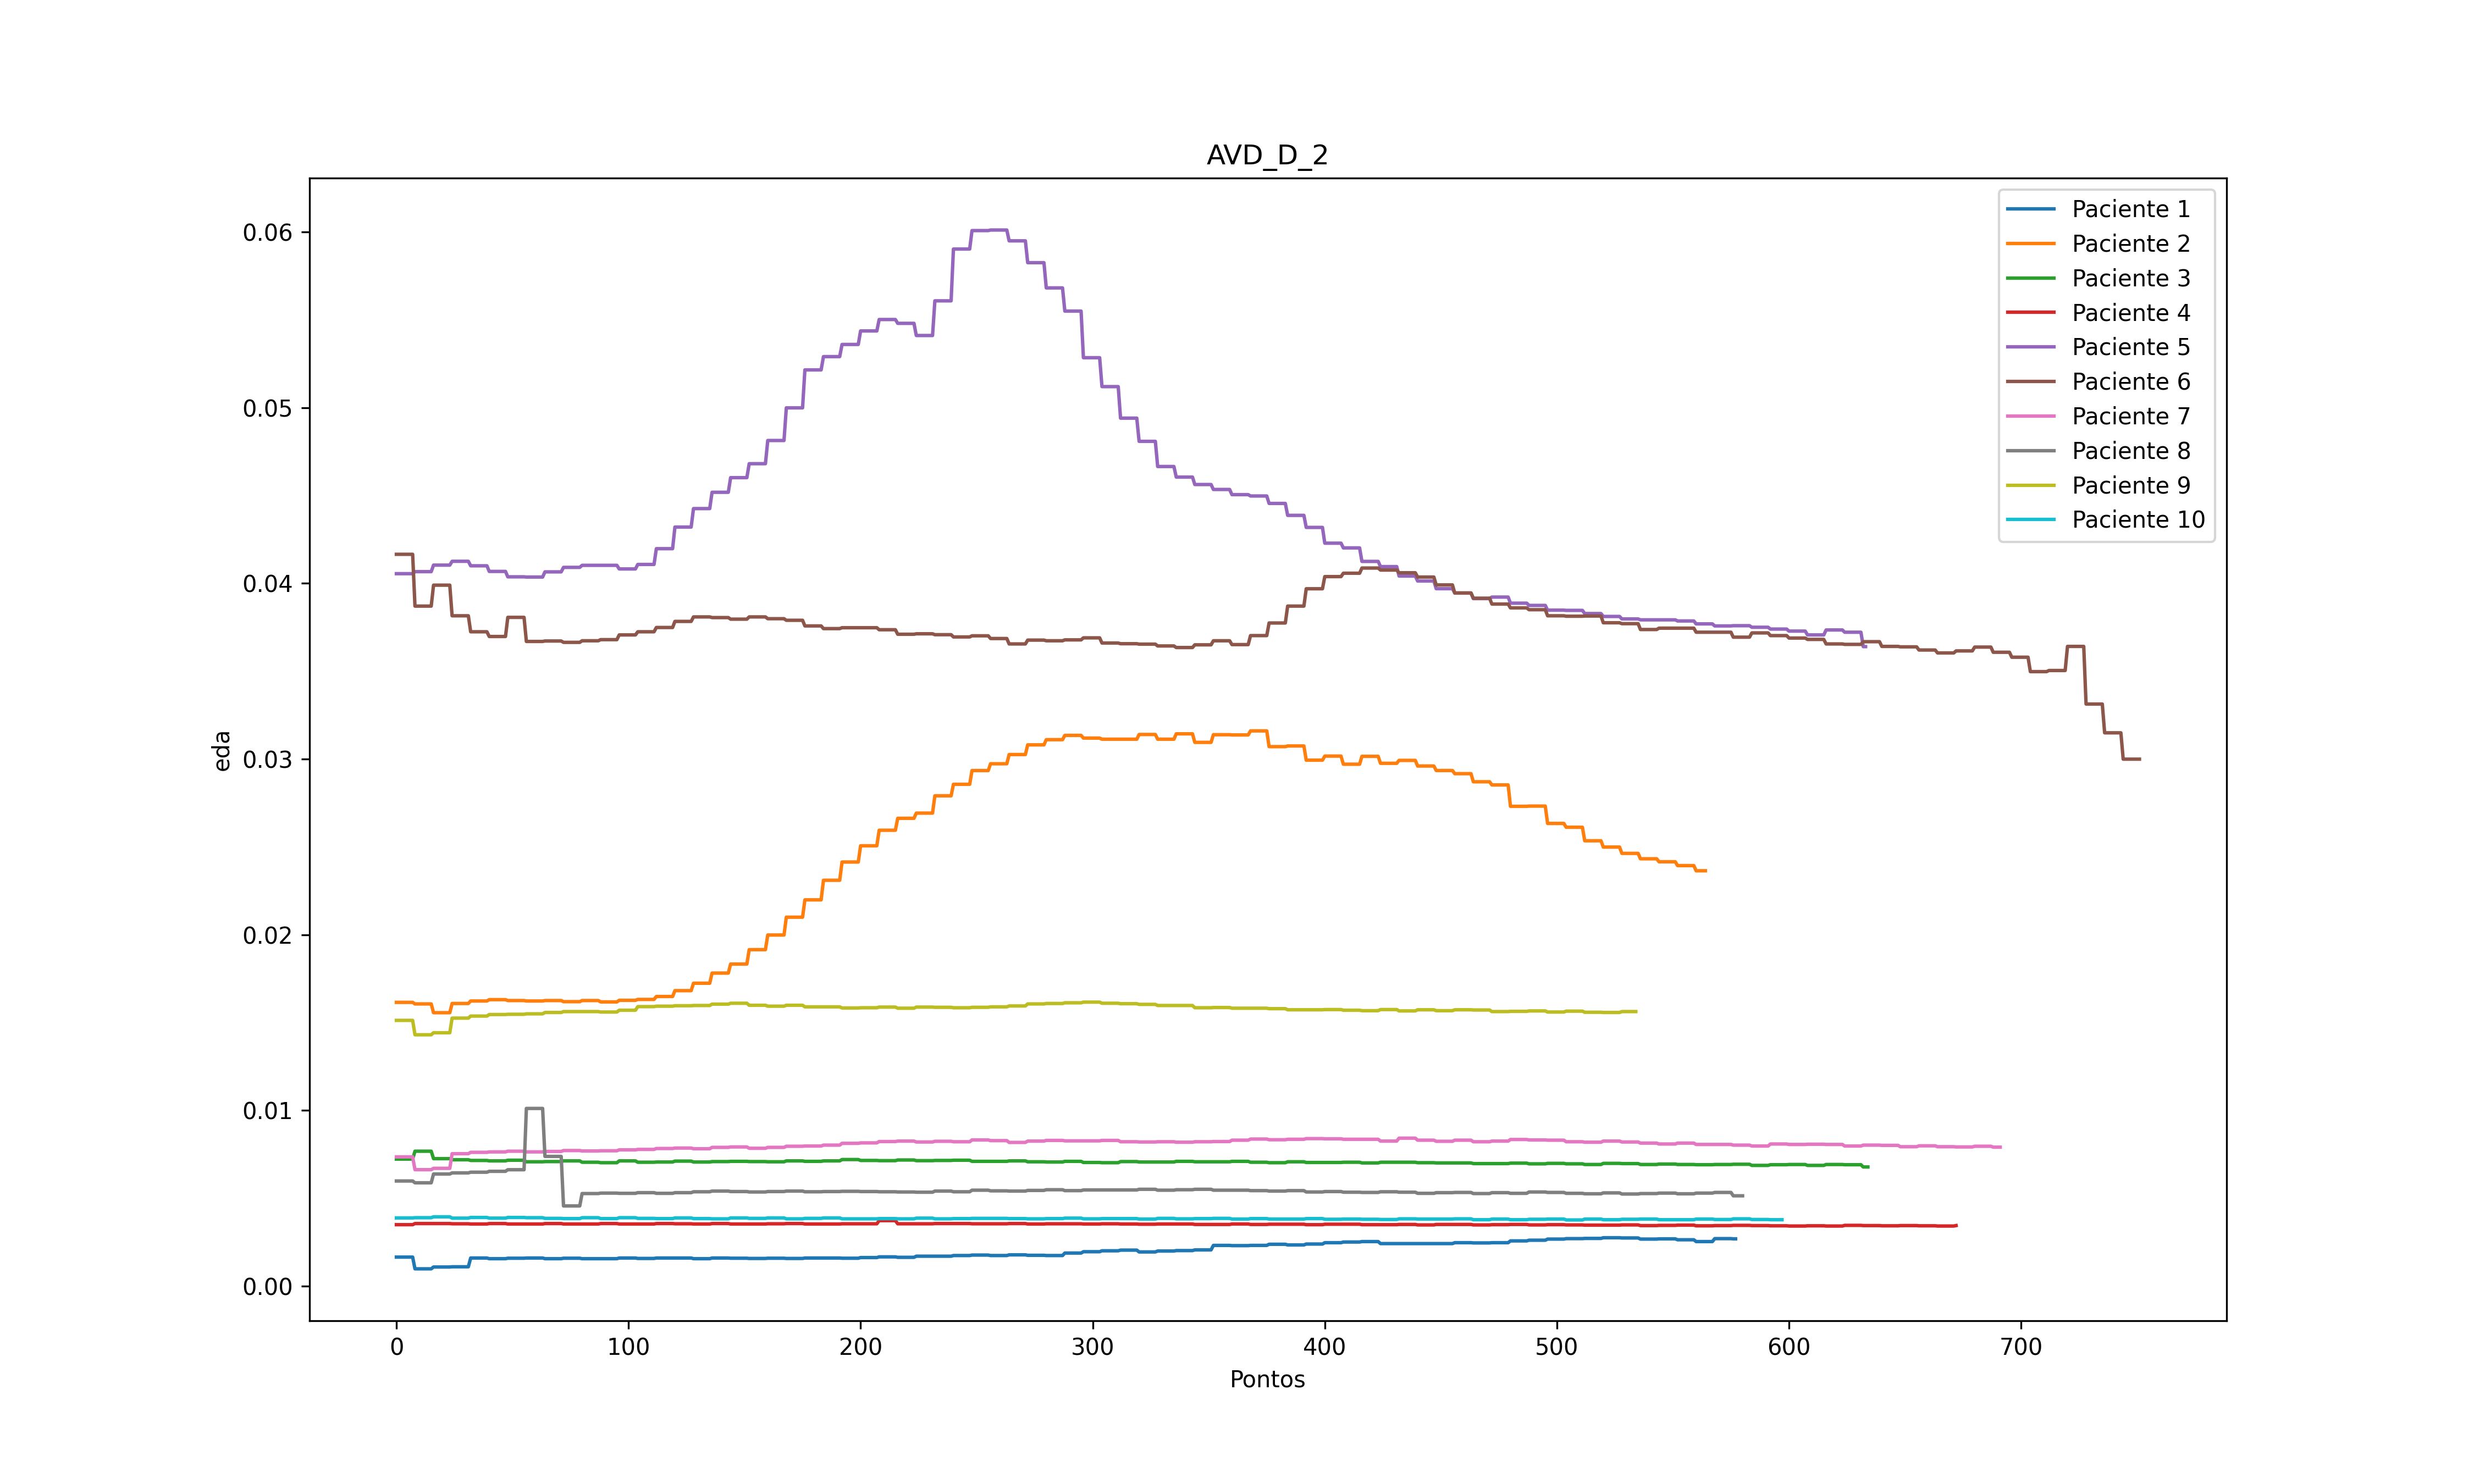 AVD_D_2
0.06
0.05
0.04
0.03
0.02
0.01
0.00
eda
0 100 200 300 400 500 600 700
Pontos
Paciente 1
Paciente 2
Paciente 3
Paciente 4
Paciente 5
Paciente 6
Paciente 7
Paciente 8
Paciente 9
Paciente 10